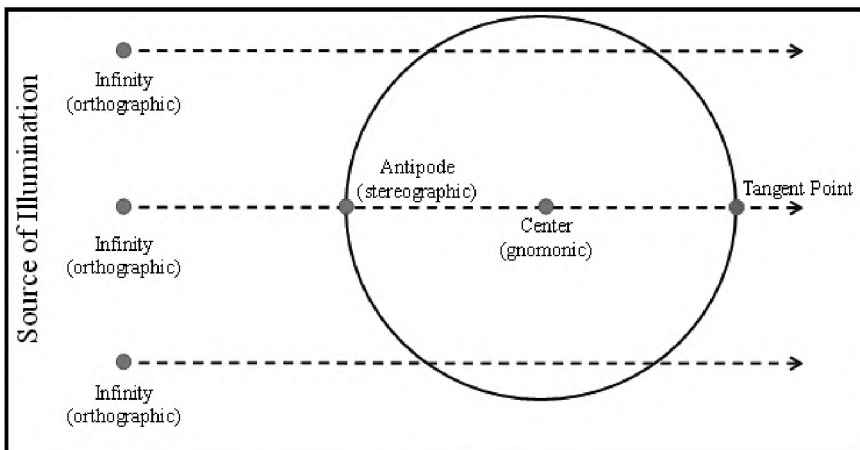 Source of Illumination
Infinity
(orthographic)
Antipode
(stereographic)
Tangent Point
Center
(gnomonic)
Infinity
(orthographic)
Infinity
(orthographic)